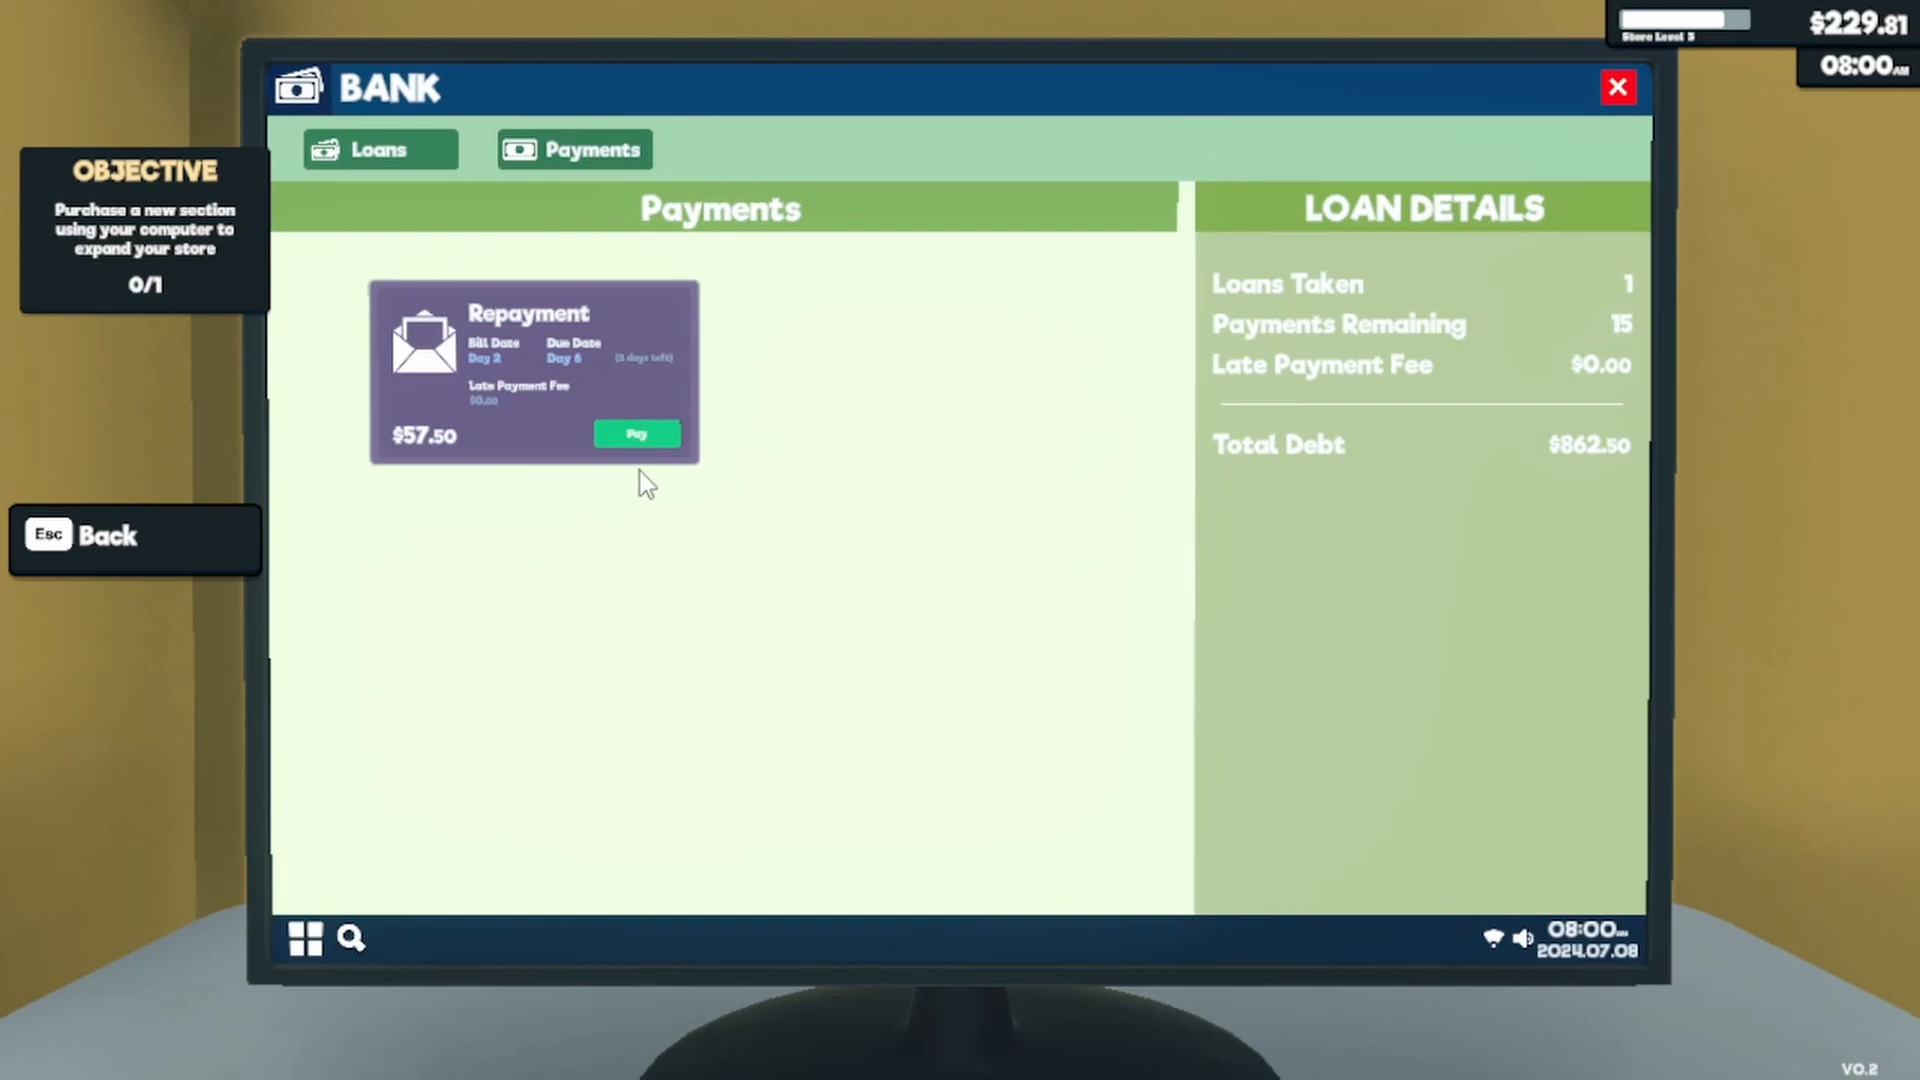 $229.81
Store Level 3
08:00AM
BANK
Loans
Payments
OBJECTIVE
Purchase a new section
using your computer to
expand your store
0/1
Payments
LOAN DETAILS
Repayment
Bill Date
Due Date
Day 2
Day 6
Late Payment Fee
$0.00
$57.50
Pay
Loans Taken
1
Payments Remaining
15
Late Payment Fee
$0.00
Total Debt
$862.50
Esc
Back
08:00AM
2024.07.08
V0.2